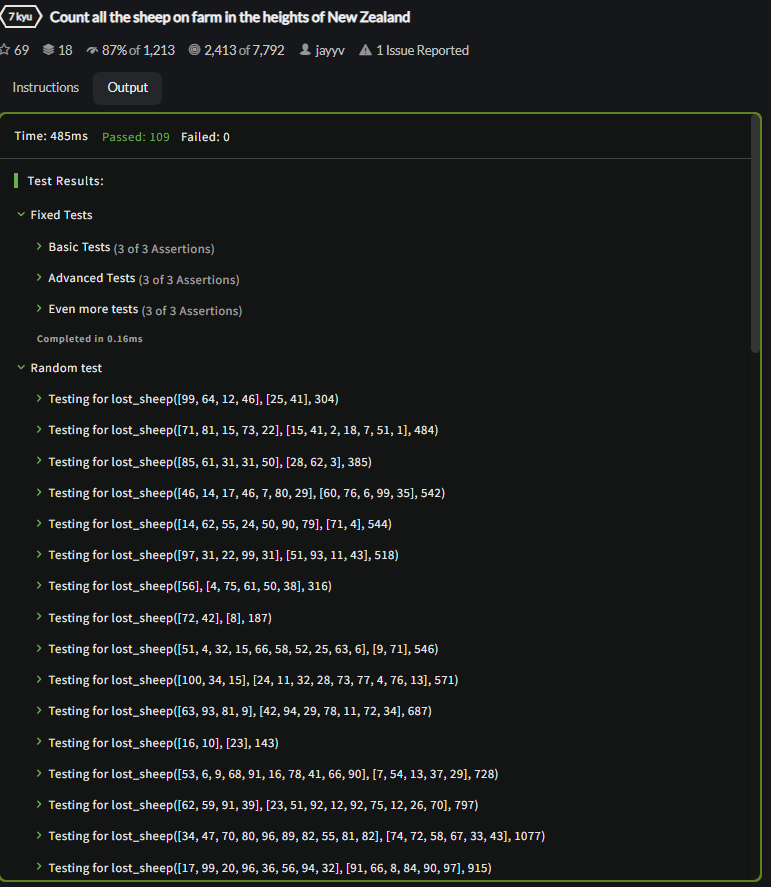 7 kyu Count all the sheep on farm in the heights of New Zealand
69 18 87% of 1,213 2,413 of 7,792 jayyv 1 Issue Reported
Instructions Output
Time: 485ms Passed: 109 Failed: 0
Test Results:
Fixed Tests
Basic Tests (3 of 3 Assertions)
Advanced Tests (3 of 3 Assertions)
Even more tests (3 of 3 Assertions)
Completed in 0.16ms
Random test
Testing for lost_sheep([99, 64, 12, 46], [25, 41], 304)
Testing for lost_sheep([71, 81, 15, 73, 22], [15, 41, 2, 18, 7, 51, 1], 484)
Testing for lost_sheep([85, 61, 31, 31, 50], [28, 62, 3], 385)
Testing for lost_sheep([46, 14, 17, 46, 7, 80, 29], [60, 76, 6, 99, 35], 542)
Testing for lost_sheep([14, 62, 55, 24, 50, 90, 79], [71, 4], 544)
Testing for lost_sheep([97, 31, 22, 99, 31], [51, 93, 11, 43], 518)
Testing for lost_sheep([56], [4, 75, 61, 50, 38], 316)
Testing for lost_sheep([72, 42], [8], 187)
Testing for lost_sheep([51, 4, 32, 15, 66, 58, 52, 25, 63, 6], [9, 71], 546)
Testing for lost_sheep([100, 34, 15], [24, 11, 32, 28, 73, 77, 4, 76, 13], 571)
Testing for lost_sheep([63, 93, 81, 9], [42, 94, 29, 78, 11, 72, 34], 687)
Testing for lost_sheep([16, 10], [23], 143)
Testing for lost_sheep([53, 6, 9, 68, 91, 16, 78, 41, 66, 90], [7, 54, 13, 37, 29], 728)
Testing for lost_sheep([62, 59, 91, 39], [23, 51, 92, 12, 92, 75, 12, 26, 70], 797)
Testing for lost_sheep([34, 47, 70, 80, 96, 89, 82, 55, 81, 82], [74, 72, 58, 67, 33, 43], 1077)
Testing for lost_sheep([17, 99, 20, 96, 36, 56, 94, 32], [91, 66, 8, 84, 90, 97], 915)